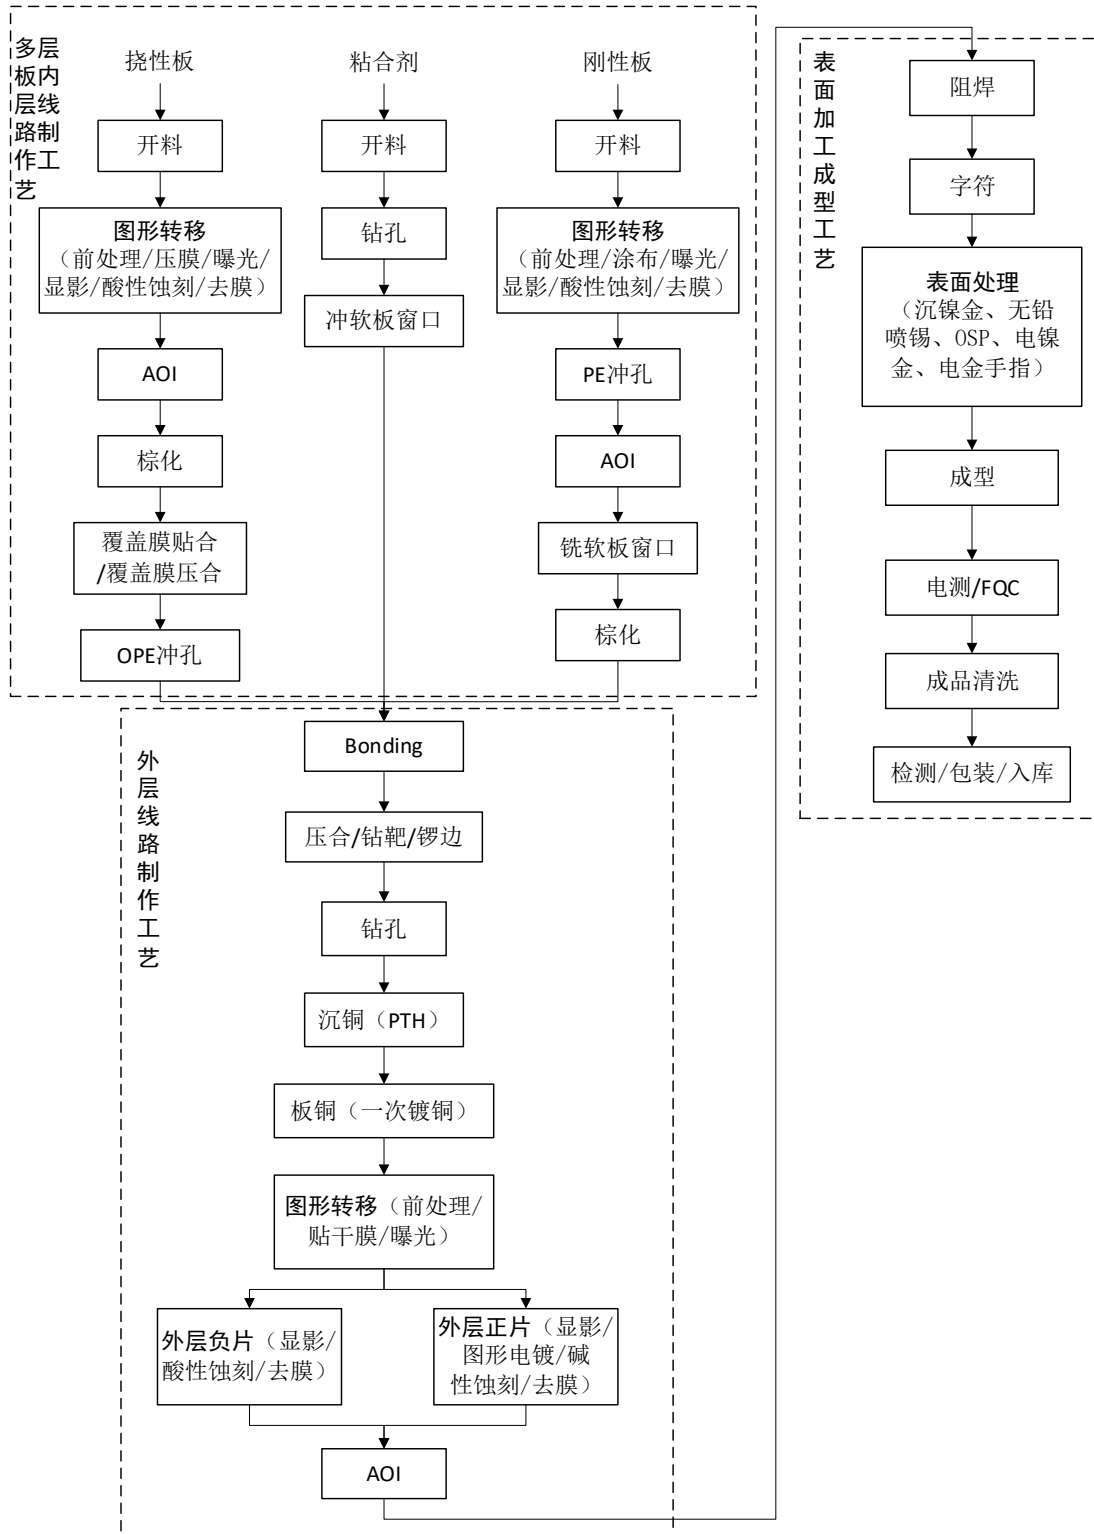 多层
板内
层线
路制
作工
艺
挠性板
开料
图形转移
（前处理/压膜/曝光/
显影/酸性蚀刻/去膜）
AOI
棕化
覆盖膜贴合
/覆盖膜压合
OPE冲孔
粘合剂
开料
钻孔
冲软板窗口
刚性板
开料
图形转移
（前处理/涂布/曝光/
显影/酸性蚀刻/去膜）
PE冲孔
AOI
铣软板窗口
棕化
外
层
线
路
制
作
工
艺
Bonding
压合/钻靶/锣边
钻孔
沉铜（PTH）
板铜（一次镀铜）
图形转移（前处理/
贴干膜/曝光）
外层负片（显影/
酸性蚀刻/去膜）
外层正片（显影/
图形电镀/碱
性蚀刻/去膜）
AOI
表
面
加
工
成
型
工
艺
阻焊
字符
表面处理
（沉镍金、无铅
喷锡、OSP、电镍
金、电金手指）
成型
电测/FQC
成品清洗
检测/包装/入库